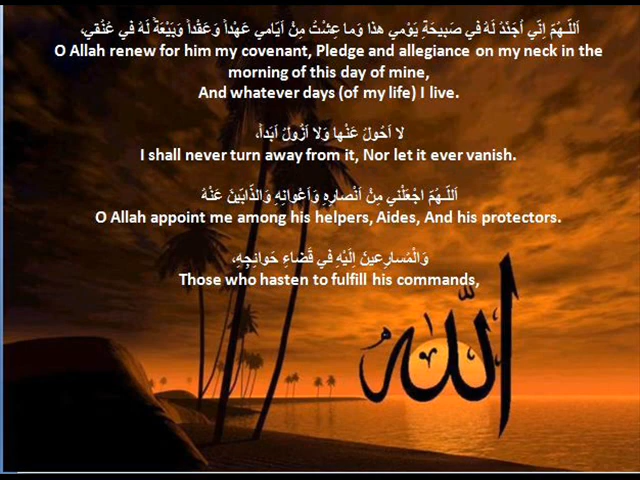 اَللّـهُمَّ اِنّي اُجَدِّدُ لَهُ في صَبيحَةِ يَوْمي هذا وَما عِشْتُ مِنْ اَيّامي عَهْداً وَعَقْداً وَبَيْعَةً لَهُ في عُنُقي،
O Allah renew for him my covenant, Pledge and allegiance on my neck in the
morning of this day of mine,
And whatever days (of my life) I live.
لا اَحُولُ عَنْها وَلا اَزُولُ اَبَداً،
I shall never turn away from it, Nor let it ever vanish.
اَللّـهُمَّ اجْعَلْني مِنْ اَنْصارِهِ وَاَعْوانِهِ وَالذّابّينَ عَنْهُ
O Allah appoint me among his helpers, Aides, And his protectors.
وَالْمُسارِعينَ اِلَيْهِ في قَضاءِ حَوائِجِهِ،
Those who hasten to fulfill his commands,
الله